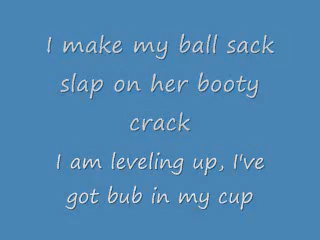 I make my ball sack
slap on her booty
crack
I am leveling up, I've
got bub in my cup